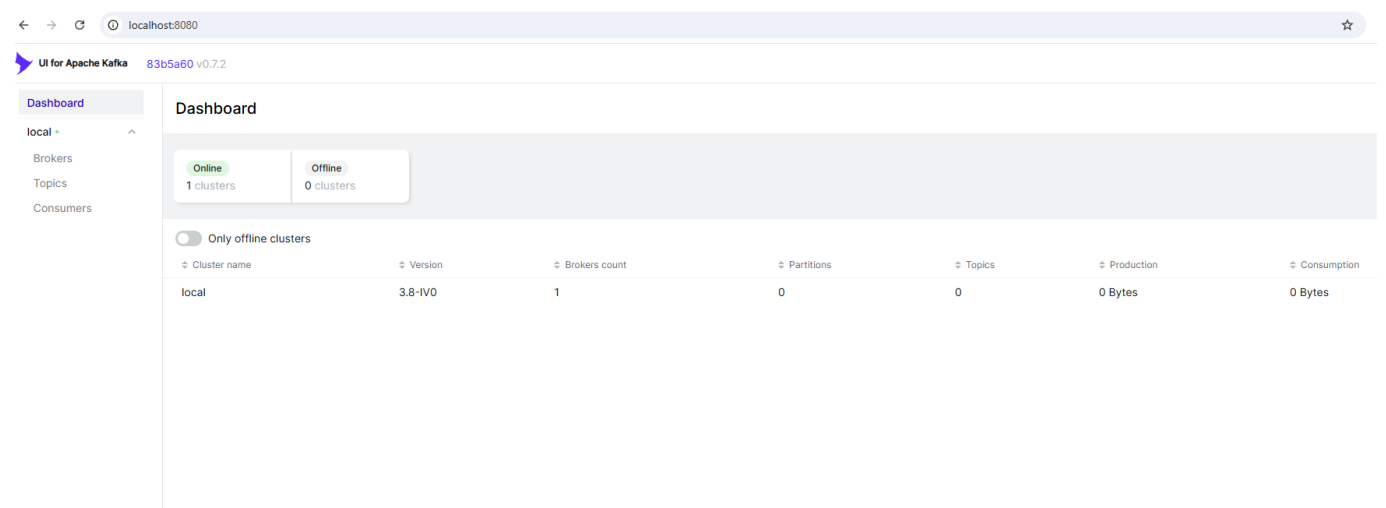 localhost:8080
UI for Apache Kafka 83b5a60 v0.7.2
Dashboard
local
Brokers
Topics
Consumers
Dashboard
Online Offline
1 clusters 0 clusters
Only offline clusters
Cluster name Version Brokers count Partitions Topics Production Consumption
local 3.8-IV0 1 0 0 0 Bytes 0 Bytes